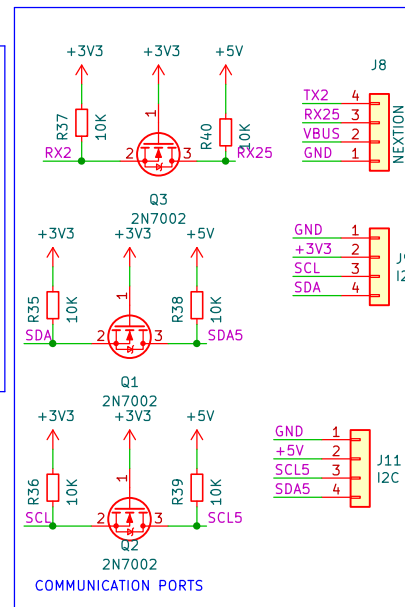 +3V3 +3V3 +5V
J8
R37 10K 1 R40 10K
TX2 4
RX25 3
VBUS 2
GND 1
NEXTION
RX2 2 3 RX25
Q3
2N7002
+3V3 +3V3 +5V
GND 1
+3V3 2
SCL 3
SDA 4
R35 10K 1 R38 10K
SDA 2 3 SDA5
Q1
2N7002
+3V3 +3V3 +5V
GND 1
+5V 2
SCL5 3
SDA5 4
J11
I2C
R36 10K 1 R39 10K
SCL 2 3 SCL5
Q2
2N7002
COMMUNICATION PORTS